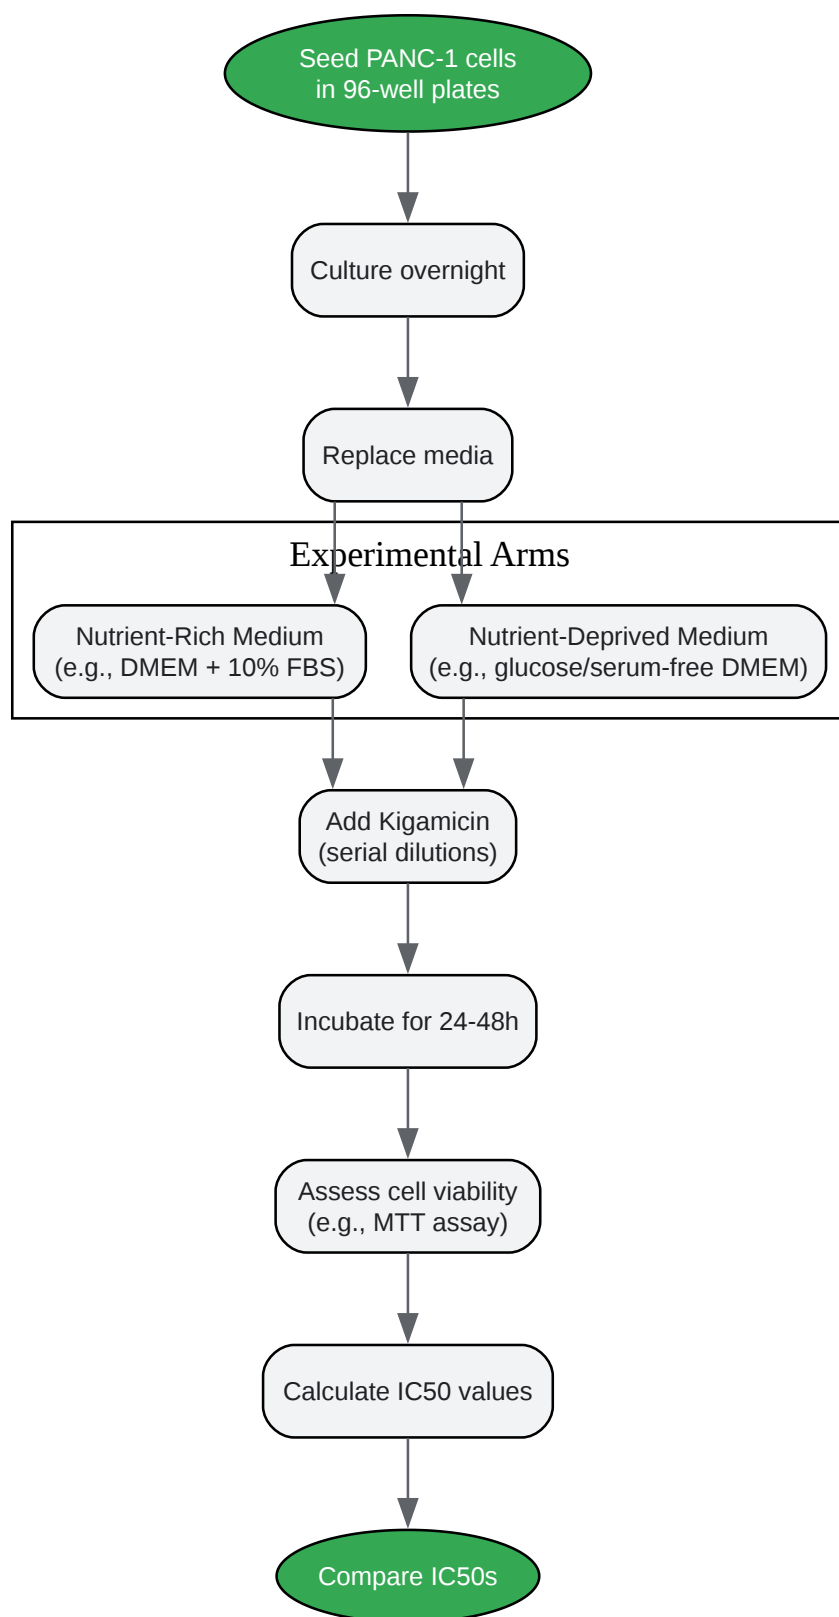 Seed PANC-1 cells
in 96-well plates
Culture overnight
Replace media
Experimental Arms
Nutrient-Rich Medium
(e.g., DMEM + 10% FBS)
Nutrient-Deprived Medium
(e.g., glucose/serum-free DMEM)
Add Kigamicin
(serial dilutions)
Incubate for 24-48h
Assess cell viability
(e.g., MTT assay)
Calculate IC50 values
Compare IC50s